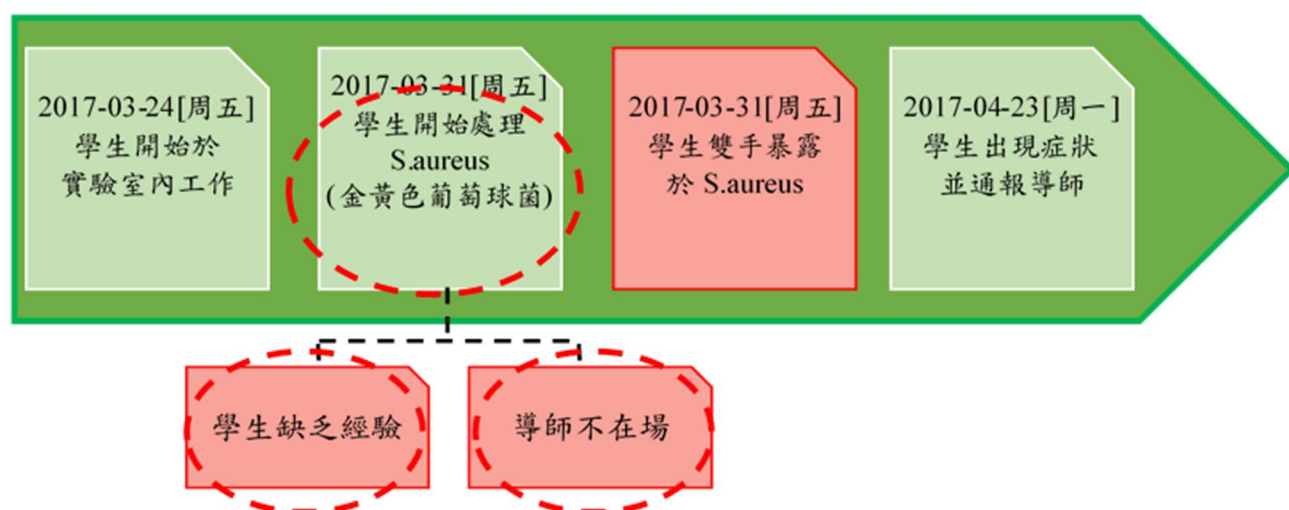 2017-03-24[周五]
學生開始於
實驗室內工作
2017-03-31[周五]
學生開始處理
S.aureus
(金黃色葡萄球菌)
2017-03-31[周五]
學生雙手暴露
於 S.aureus
2017-04-23[周一]
學生出現症狀
並通報導師
學生缺乏經驗
導師不在場